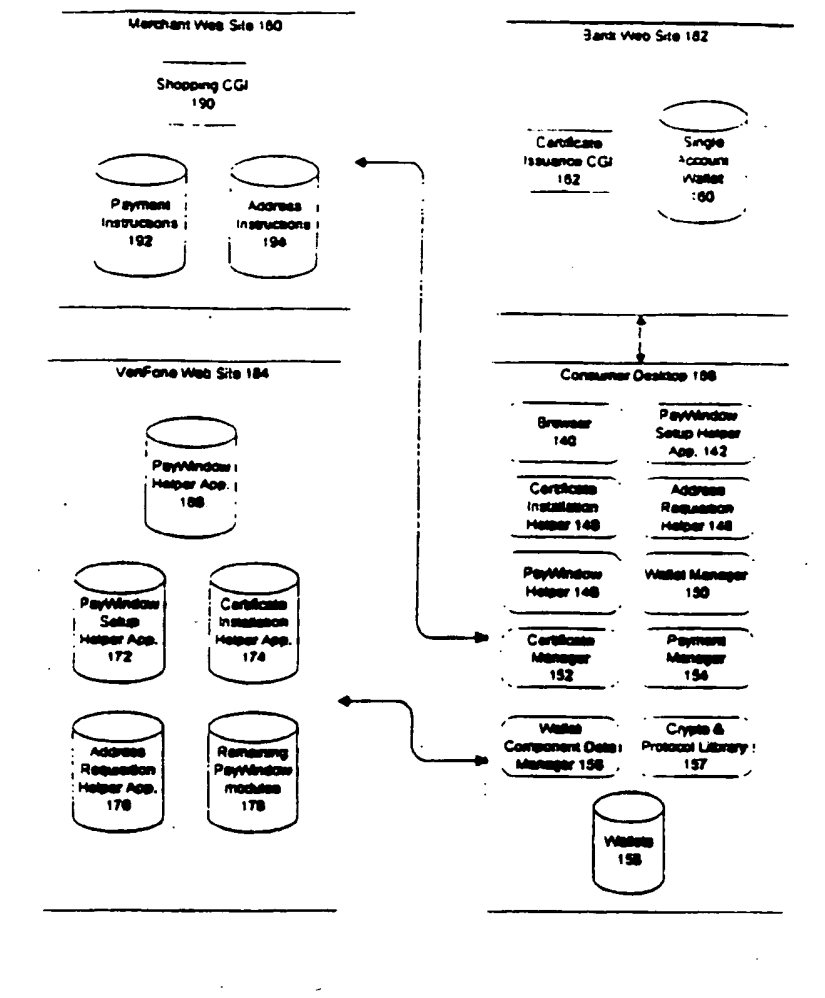 Merchant Web Site 180
Shopping CGI
190
Payment
Instructions
192
Address
Instructions
194
Bank Web Site 182
Certificate
Issuance CGI
162
Single
Account
Wallet
160
VeriFone Web Site 184
PayWindow
Helper App.
188
PayWindow
Setup
Helper App.
172
Certificate
Installation
Helper App.
174
Address
Requisition
Helper App.
176
Remaining
PayWindow
modules
178
Consumer Desktop 186
Browser
140
PayWindow
Setup Helper
App. 142
Certificate
Installation
Helper
Address
Requisition
Helper
PayWindow
Helper
Wallet Manager
150
Certificate
Manager
152
Payment
Manager
154
Wallet
Component Data
Manager 156
Crypto &
Protocol Library
157
Wallets
158